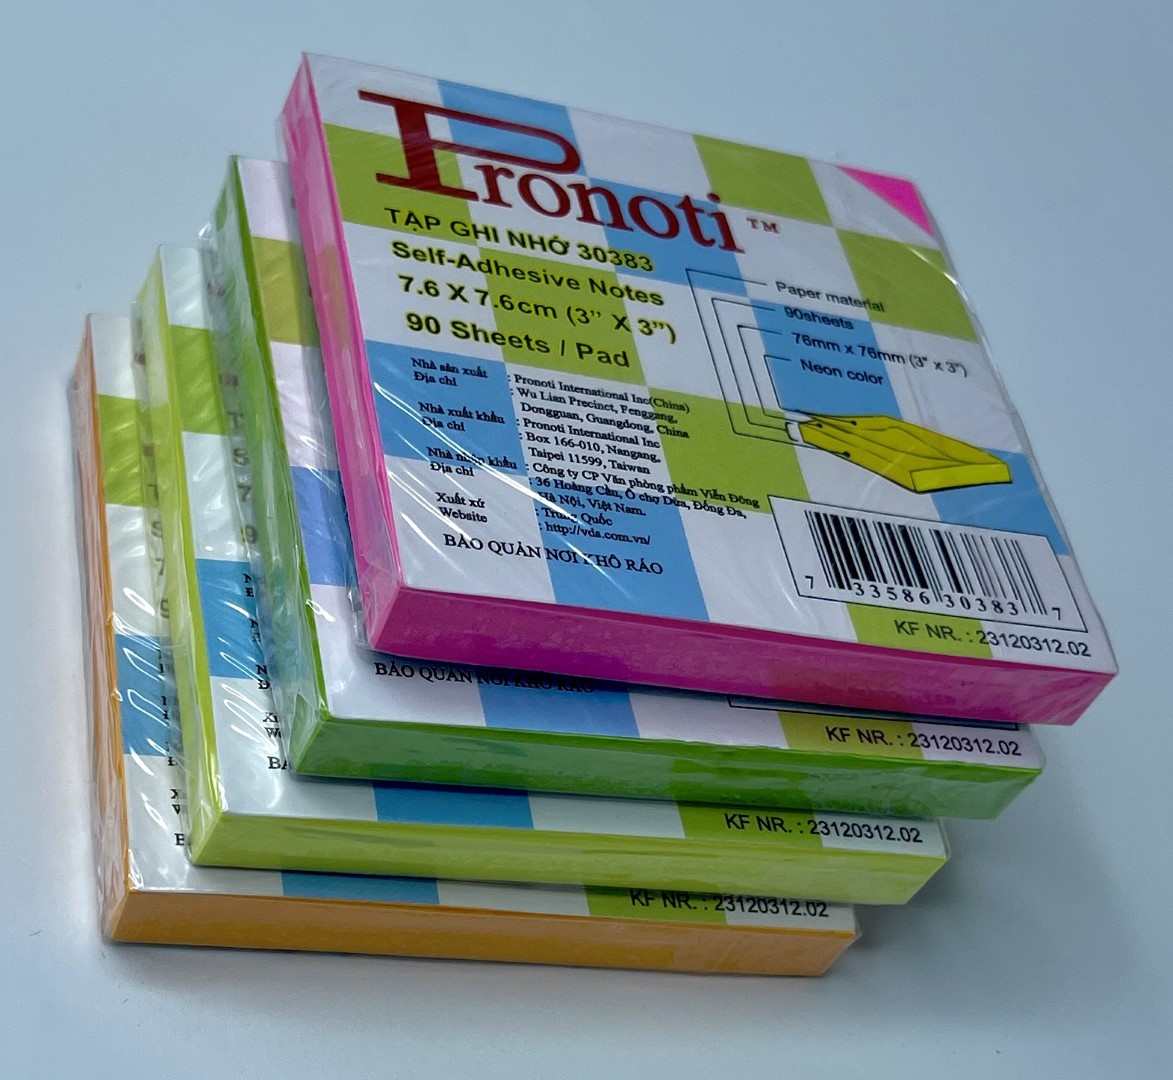 Pronoti™
TẬP GHI NHỚ 30383
Self-Adhesive Notes
7.6 X 7.6cm (3” X 3”)
90 Sheets / Pad
Paper material
90sheets
76mm x 76mm (3" x 3")
Neon color
Nhà sản xuất : Pronoti International Inc(China)
Địa chỉ : Wu Lian Precinct, Fenggang,
Dongguan, Guangdong, China
Nhà xuất khẩu : Pronoti International Inc
Địa chỉ : Box 166-010, Nangang,
Taipei 11599, Taiwan
Nhà nhập khẩu : Công ty CP Văn phòng phẩm Viễn Đông
Địa chỉ : 36 Hoàng Cầu, Ô chợ Dừa, Đống Đa,
Hà Nội, Việt Nam.
Xuất xứ : Trung Quốc
Website : http://vds.com.vn/
BẢO QUẢN NƠI KHÔ RÁO
7 33586 30383 7
KF NR. : 23120312.02
BẢO QUẢN NƠI KHÔ RÁO
KF NR. : 23120312.02
KF NR. : 23120312.02
KF NR. : 23120312.02